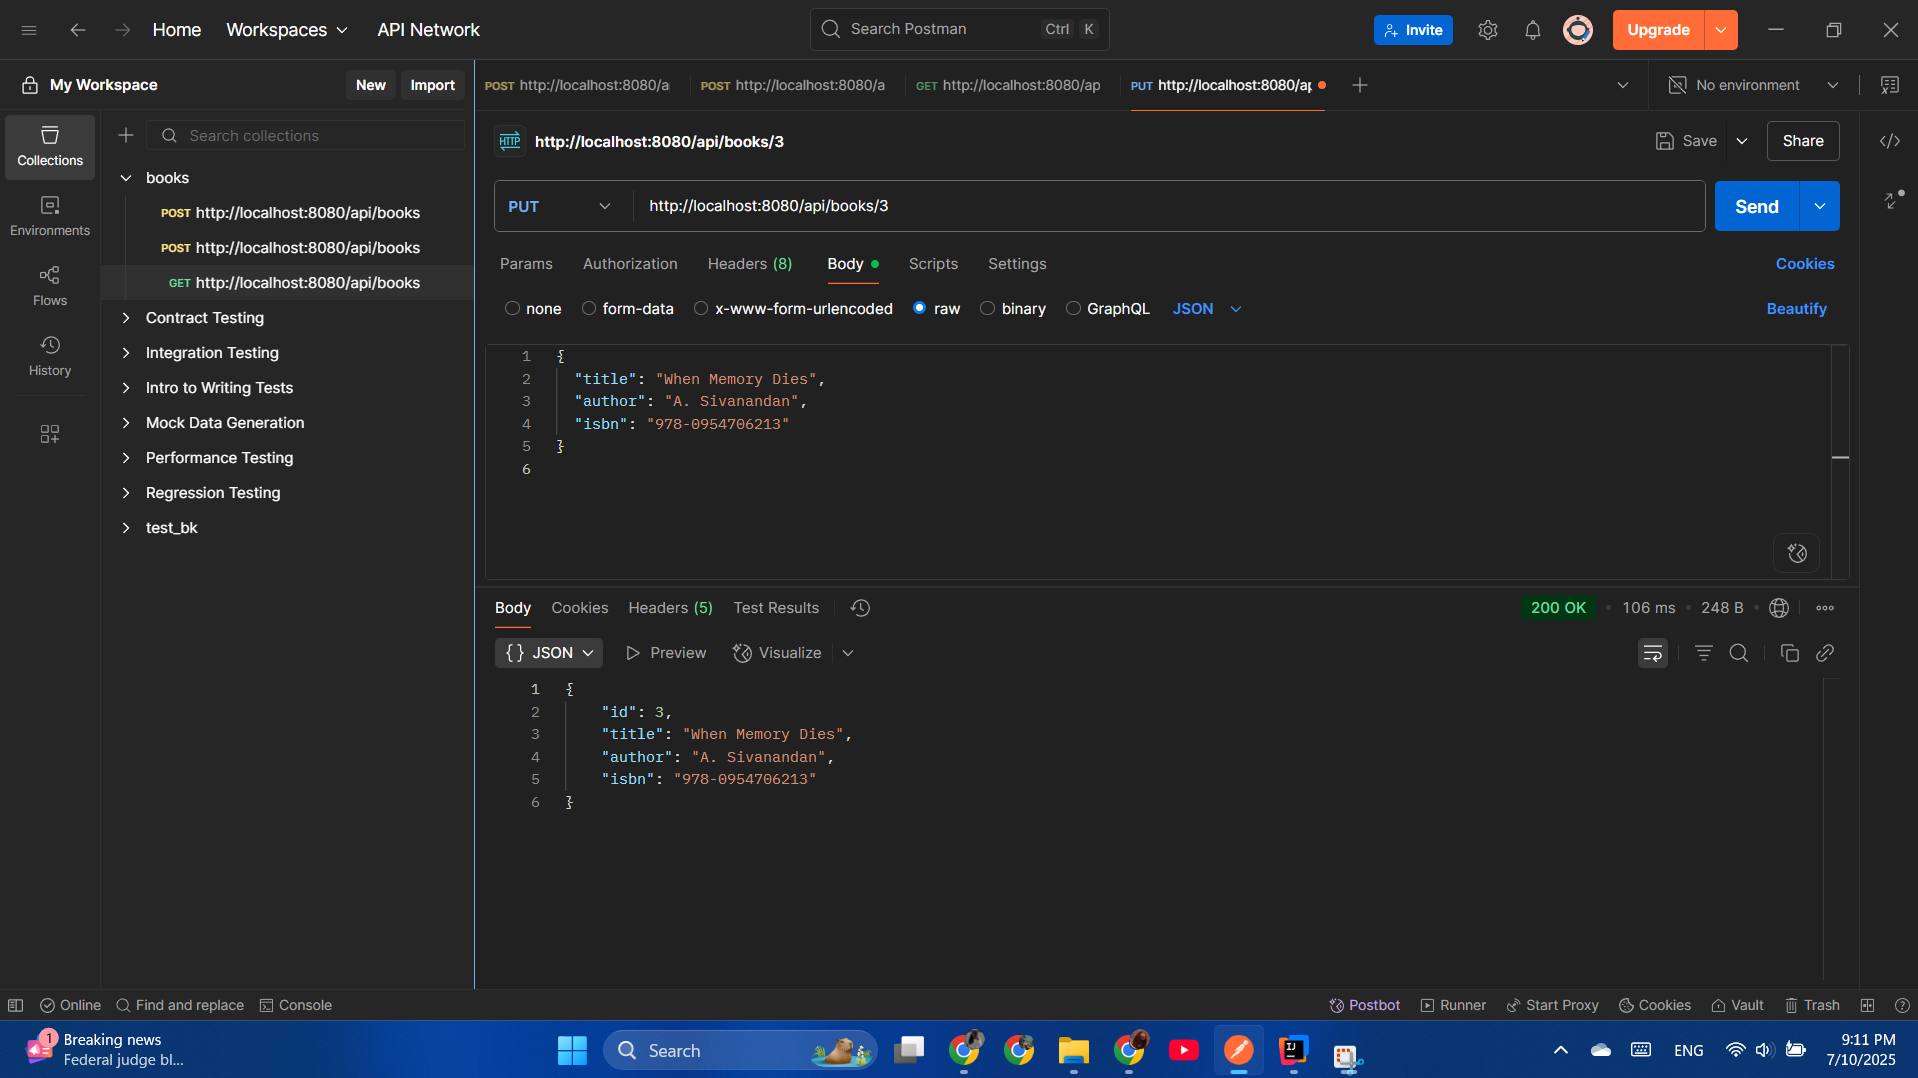 Home Workspaces API Network Search Postman Ctrl K Invite Upgrade
My Workspace New Import
POST http://localhost:8080/a POST http://localhost:8080/a GET http://localhost:8080/ap PUT http://localhost:8080/ap No environment
Collections
Environments
Flows
History
Search collections
books
POST http://localhost:8080/api/books
POST http://localhost:8080/api/books
GET http://localhost:8080/api/books
Contract Testing
Integration Testing
Intro to Writing Tests
Mock Data Generation
Performance Testing
Regression Testing
test_bk
HTTP http://localhost:8080/api/books/3 Save Share
PUT http://localhost:8080/api/books/3 Send
Params Authorization Headers (8) Body Scripts Settings Cookies
none form-data x-www-form-urlencoded raw binary GraphQL JSON Beautify
1 {
2 "title": "When Memory Dies",
3 "author": "A. Sivanandan",
4 "isbn": "978-0954706213"
5 }
6
Body Cookies Headers (5) Test Results 200 OK 106 ms 248 B
{} JSON Preview Visualize
1 {
2 "id": 3,
3 "title": "When Memory Dies",
4 "author": "A. Sivanandan",
5 "isbn": "978-0954706213"
6 }
Online Find and replace Console Postbot Runner Start Proxy Cookies Vault Trash
1 Breaking news
Federal judge bl...
Search
IJ
ENG
9:11 PM
7/10/2025